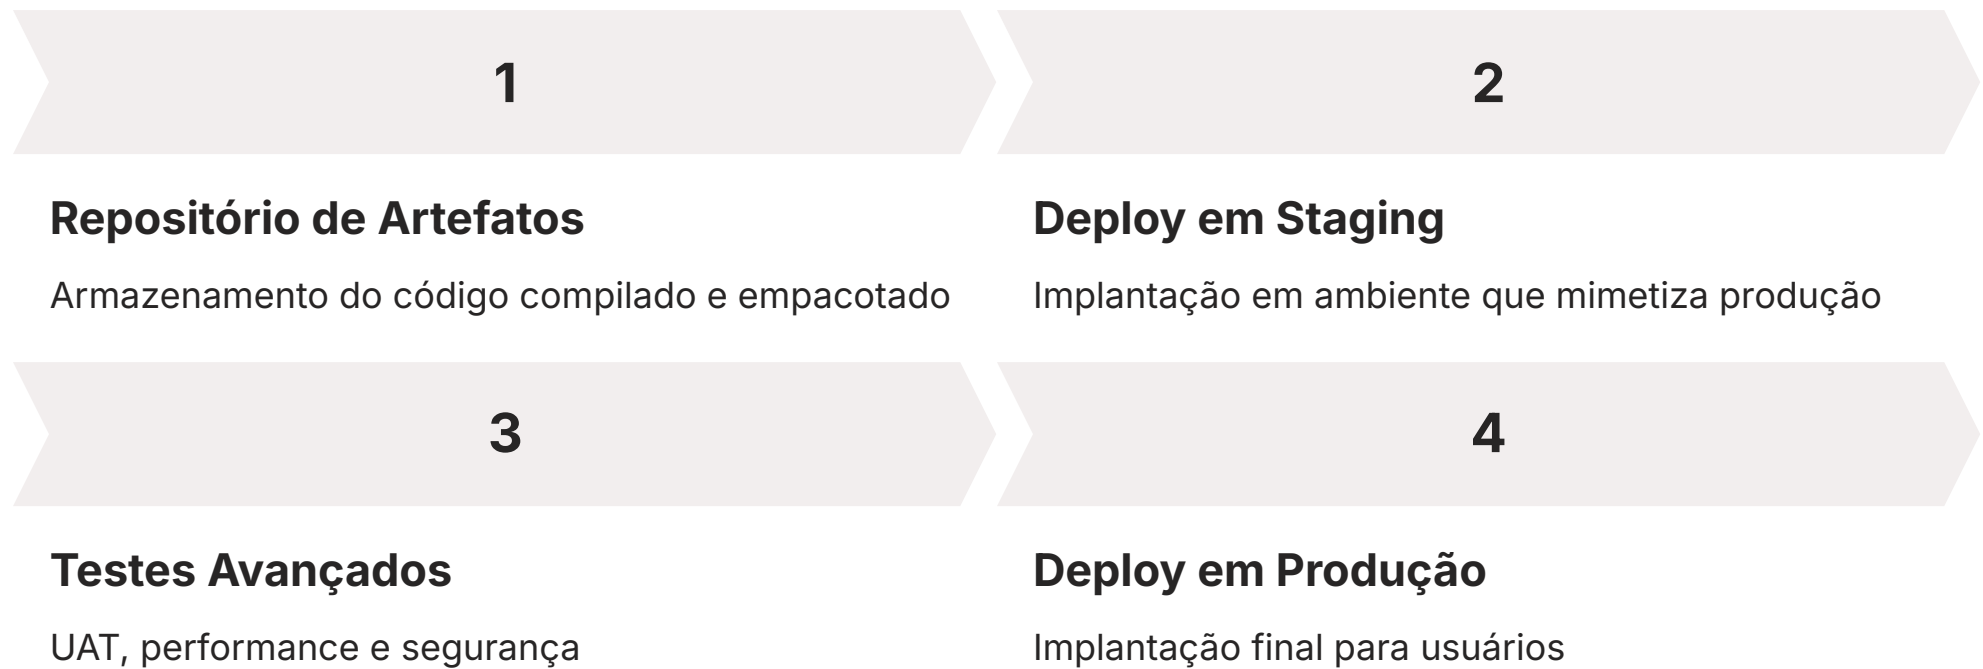 1
Repositório de Artefatos
Armazenamento do código compilado e empacotado
2
Deploy em Staging
Implantação em ambiente que mimetiza produção
3
Testes Avançados
UAT, performance e segurança
4
Deploy em Produção
Implantação final para usuários